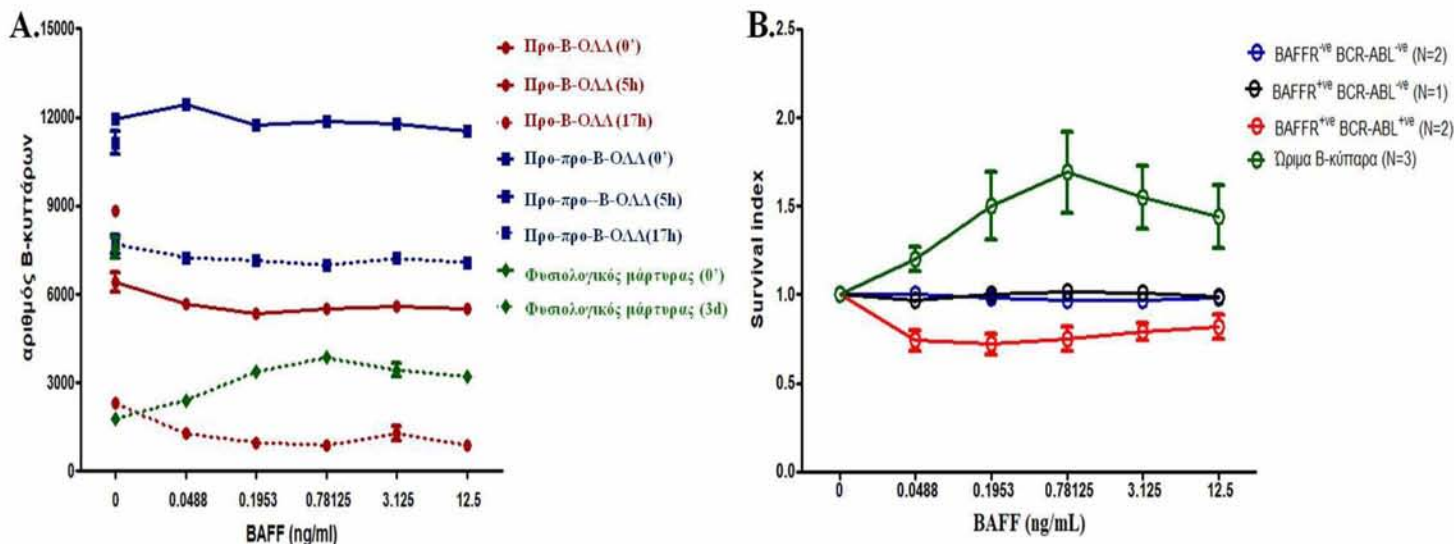 A.
15000
12000
9000
6000
3000
0
αριθμός Β-κυττάρων
0 0.0488 0.1953 0.78125 3.125 12.5
BAFF (ng/ml)
Προ-Β-ΟΛΛ (0’)
Προ-Β-ΟΛΛ (5h)
Προ-Β-ΟΛΛ (17h)
Προ-προ-Β-ΟΛΛ (0’)
Προ-προ--Β-ΟΛΛ (5h)
Προ-προ-Β-ΟΛΛ(17h)
Φυσιολογικός μάρτυρας (0’)
Φυσιολογικός μάρτυρας (3d)
B.
2.5
2.0
1.5
1.0
0.5
0.0
Survival index
0 0.0488 0.1953 0.78125 3.125 12.5
BAFF (ng/mL)
BAFFR-ve BCR-ABL-ve (N=2)
BAFFR+ve BCR-ABL-ve (N=1)
BAFFR+ve BCR-ABL+ve (N=2)
Ώριμα Β-κύππαρα (N=3)